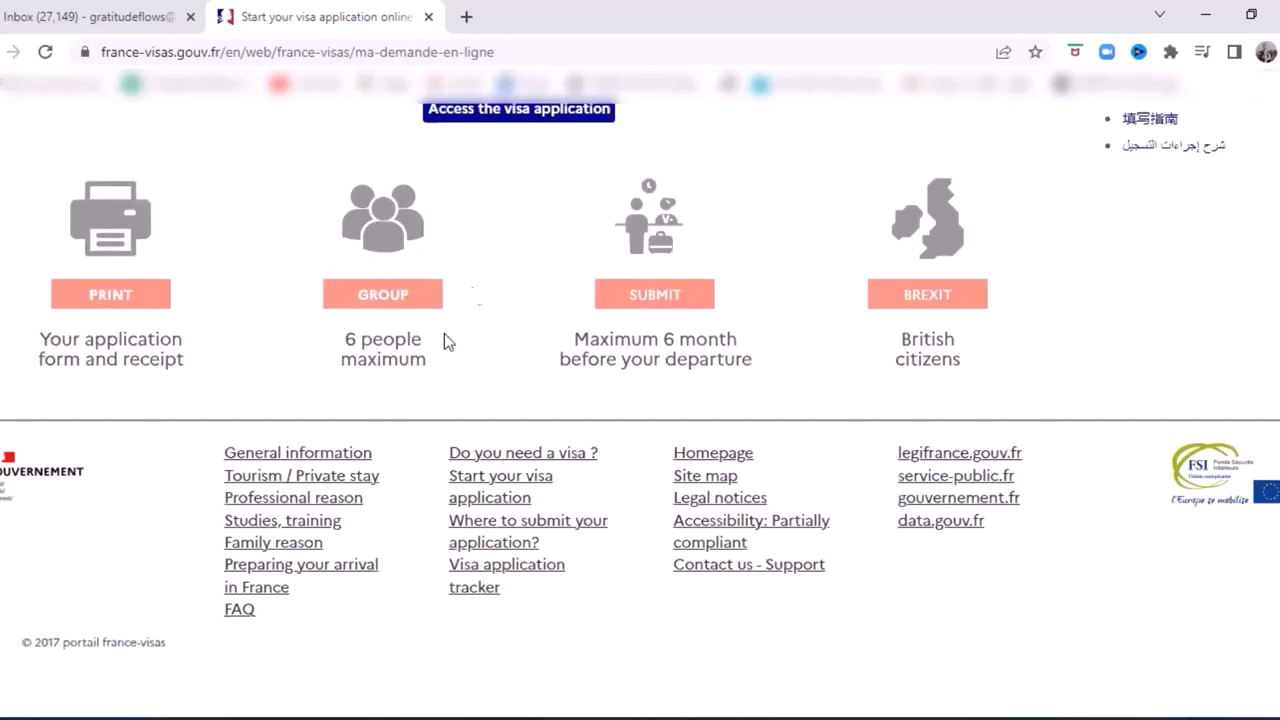 Inbox (27,149) - gratitudeflows@
Start your visa application online
france-visas.gouv.fr/en/web/france-visas/ma-demande-en-ligne
Access the visa application
填写指南
شرح إجراءات التسجيل
PRINT
Your application
form and receipt
GROUP
6 people
maximum
SUBMIT
Maximum 6 month
before your departure
BREXIT
British
citizens
OUVERNEMENT
General information
Tourism / Private stay
Professional reason
Studies, training
Family reason
Preparing your arrival
in France
FAQ
Do you need a visa ?
Start your visa
application
Where to submit your
application?
Visa application
tracker
Homepage
Site map
Legal notices
Accessibility: Partially
compliant
Contact us - Support
legifrance.gouv.fr
service-public.fr
gouvernement.fr
data.gouv.fr
FSI
l'Europe se mobilise
© 2017 portail france-visas